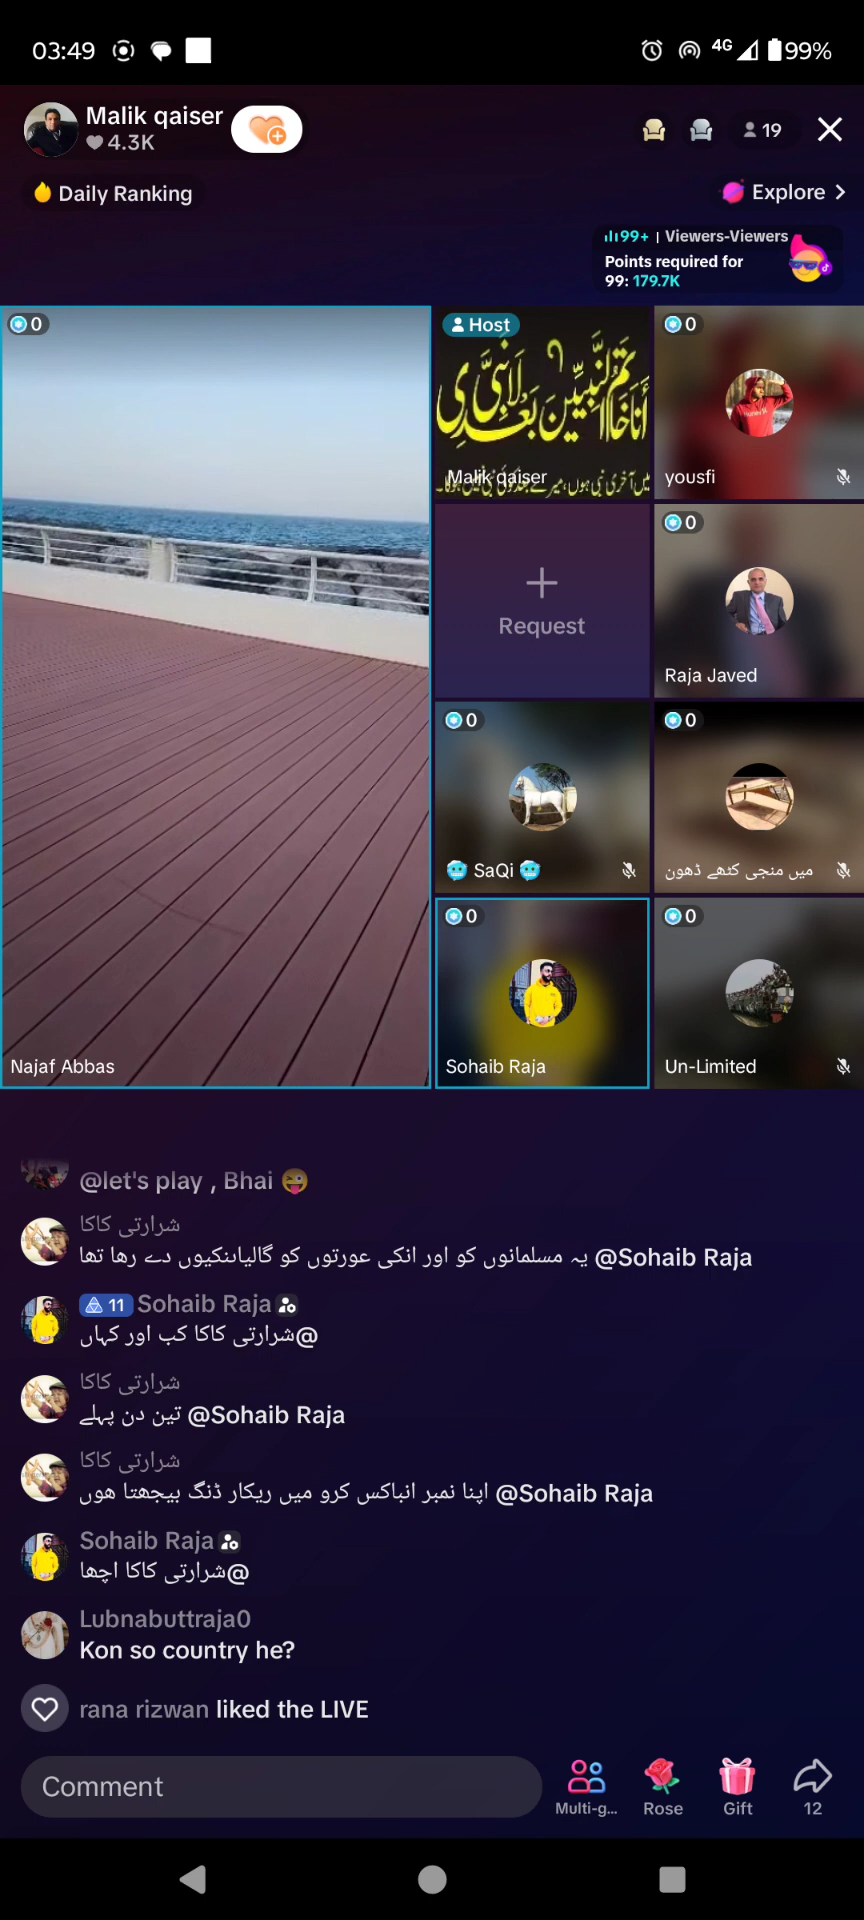 03:49
4G
99%
Malik qaiser
4.3K
19
Daily Ranking
Explore
99+ | Viewers-Viewers
Points required for
99: 179.7K
0
Host
أَنَا خَاتَمُ النَّبِيِّينَ لَا نَبِيَّ بَعْدِي
Malik qaiser
0
yousfi
Request
0
Raja Javed
0
🥶 SaQi 🥶
0
میں منجی کتھے ڈھون
0
Sohaib Raja
0
Un-Limited
Najaf Abbas
@let's play , Bhai 😜
شرارتی کاکا
@Sohaib Raja یہ مسلمانوں کو اور انکی عورتوں کو گالیاںنکیوں دے رھا تھا
11 Sohaib Raja
@شرارتی کاکا کب اور کہاں
شرارتی کاکا
@Sohaib Raja تین دن پہلے
شرارتی کاکا
@Sohaib Raja اپنا نمبر انباکس کرو میں ریکار ڈنگ بیجھتا ھوں
Sohaib Raja
@شرارتی کاکا اچھا
Lubnabuttraja0
Kon so country he?
rana rizwan liked the LIVE
Comment
Multi-g...
Rose
Gift
12